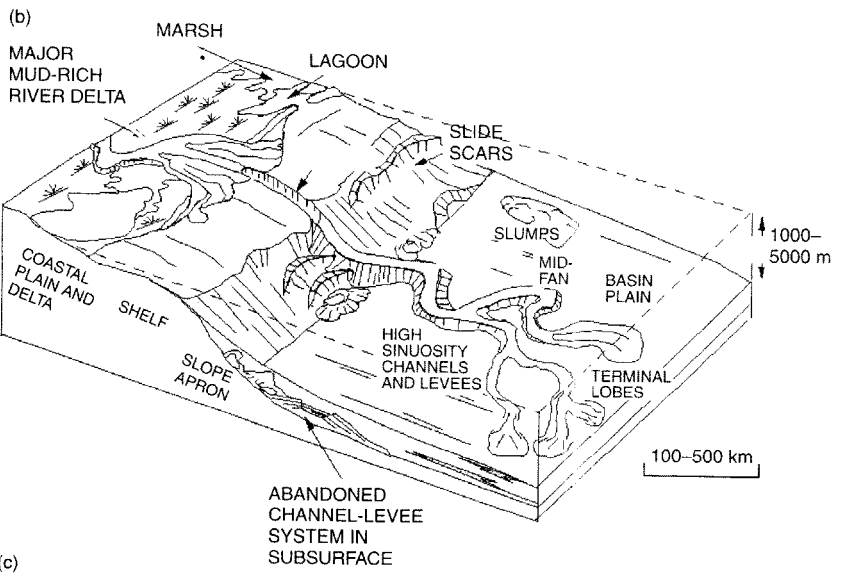 (b)
MARSH
LAGOON
MAJOR
MUD-RICH
RIVER DELTA
SLIDE
SCARS
SLUMPS
MID-
FAN
BASIN
PLAIN
1000–
5000 m
COASTAL
PLAIN AND
DELTA
SHELF
SLOPE
APRON
HIGH
SINUOSITY
CHANNELS
AND LEVEES
TERMINAL
LOBES
100–500 km
ABANDONED
CHANNEL-LEVEE
SYSTEM IN
SUBSURFACE
(c)